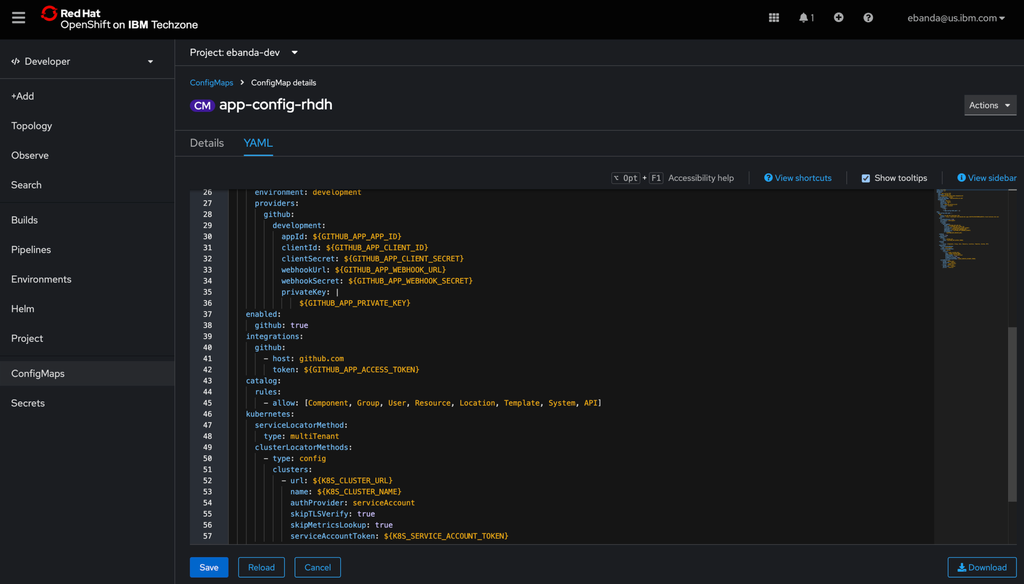 Red Hat
OpenShift on IBM Techzone
1
ebanda@us.ibm.com
Developer
Project: ebanda-dev
+Add
Topology
Observe
Search
Builds
Pipelines
Environments
Helm
Project
ConfigMaps
Secrets
ConfigMaps > ConfigMap details
CM app-config-rhdh
Actions
Details YAML
⌥ Opt + F1 Accessibility help
View shortcuts
Show tooltips
View sidebar
26 environment: development
27 providers:
28 github:
29 development:
30 appId: ${GITHUB_APP_APP_ID}
31 clientId: ${GITHUB_APP_CLIENT_ID}
32 clientSecret: ${GITHUB_APP_CLIENT_SECRET}
33 webhookUrl: ${GITHUB_APP_WEBHOOK_URL}
34 webhookSecret: ${GITHUB_APP_WEBHOOK_SECRET}
35 privateKey: |
36 ${GITHUB_APP_PRIVATE_KEY}
37 enabled:
38 github: true
39 integrations:
40 github:
41 - host: github.com
42 token: ${GITHUB_APP_ACCESS_TOKEN}
43 catalog:
44 rules:
45 - allow: [Component, Group, User, Resource, Location, Template, System, API]
46 kubernetes:
47 serviceLocatorMethod:
48 type: multiTenant
49 clusterLocatorMethods:
50 - type: config
51 clusters:
52 - url: ${K8S_CLUSTER_URL}
53 name: ${K8S_CLUSTER_NAME}
54 authProvider: serviceAccount
55 skipTLSVerify: true
56 skipMetricsLookup: true
57 serviceAccountToken: ${K8S_SERVICE_ACCOUNT_TOKEN}
Save
Reload
Cancel
Download